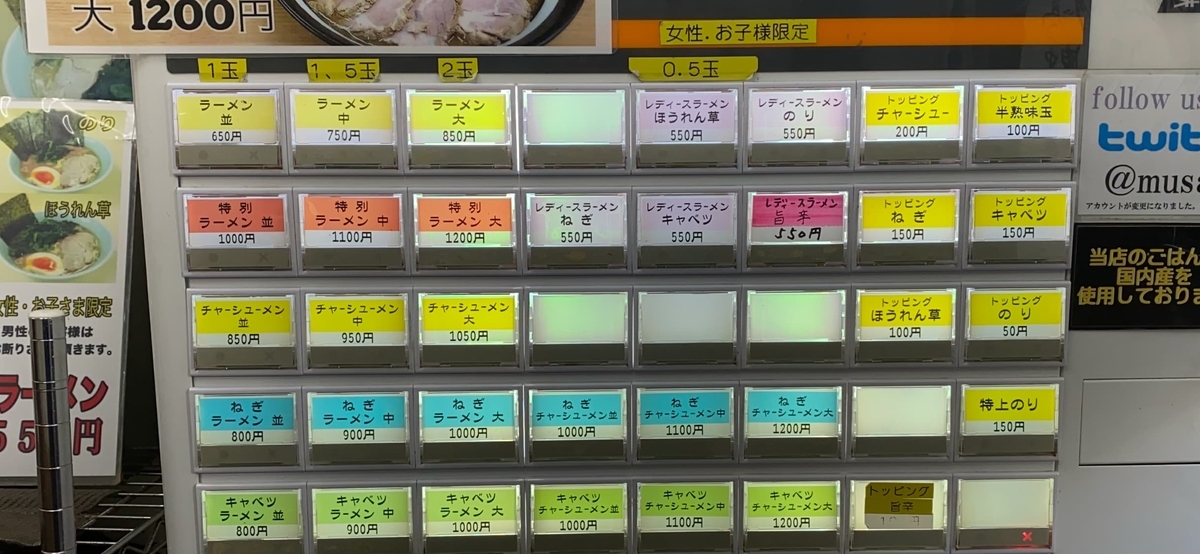 大 1200円
女性.お子様限定
1玉
1、5玉
2玉
0.5玉
ラーメン
並
650円
ラーメン
中
750円
ラーメン
大
850円
レディースラーメン
ほうれん草
550円
レディースラーメン
のり
550円
トッピング
チャーシュー
200円
トッピング
半熟味玉
100円
特別
ラーメン 並
1000円
特別
ラーメン 中
1100円
特別
ラーメン 大
1200円
レディースラーメン
ねぎ
550円
レディースラーメン
キャベツ
550円
レディースラーメン
旨辛
550円
トッピング
ねぎ
150円
トッピング
キャベツ
150円
チャーシューメン
並
850円
チャーシューメン
中
950円
チャーシューメン
大
1050円
トッピング
ほうれん草
100円
トッピング
のり
50円
ねぎ
ラーメン 並
800円
ねぎ
ラーメン 中
900円
ねぎ
ラーメン 大
1000円
ねぎ
チャーシューメン並
1000円
ねぎ
チャーシューメン中
1100円
ねぎ
チャーシューメン大
1200円
特上のり
150円
キャベツ
ラーメン 並
800円
キャベツ
ラーメン 中
900円
キャベツ
ラーメン 大
1000円
キャベツ
チャーシューメン並
1000円
キャベツ
チャーシューメン中
1100円
キャベツ
チャーシューメン大
1200円
トッピング
旨辛
のり
ほうれん草
女性・お子さま限定
男性
様は
断り
頂きます。
ラーメン
円
follow us
twit
@musa
アカウントが変更になりました。
当店のごはん
国内産を
使用しておりま